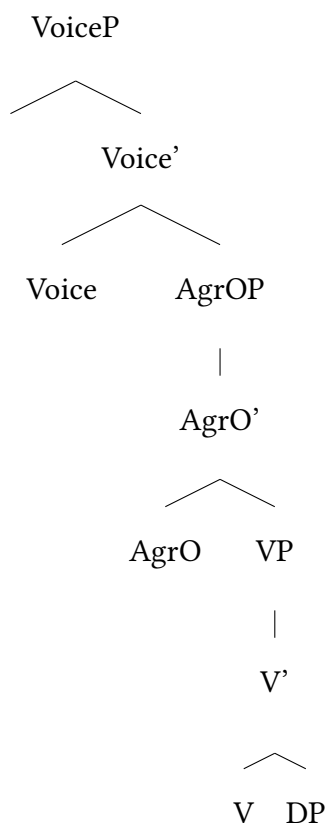 VoiceP
Voice’
Voice AgrOP
AgrO’
AgrO VP
V’
V DP